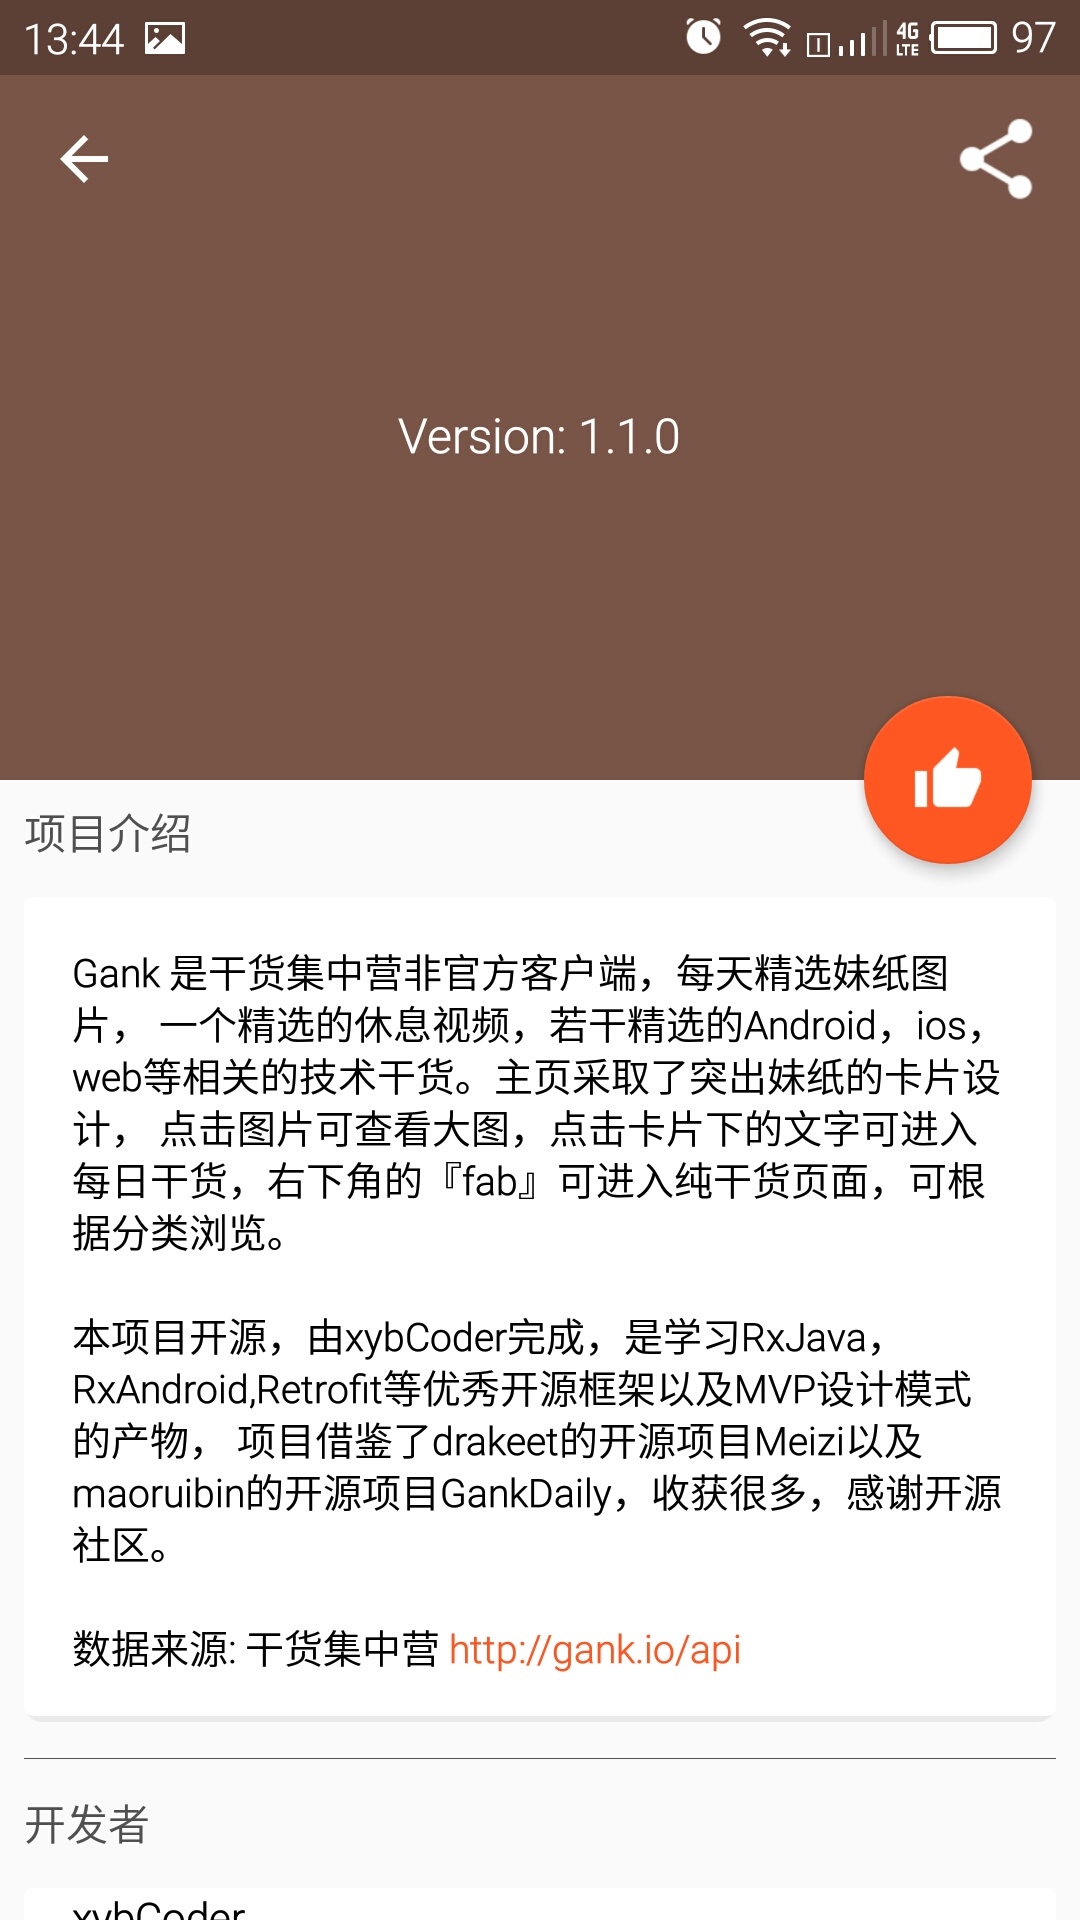 13:44
4G
LTE
97
Version: 1.1.0
项目介绍
Gank 是干货集中营非官方客户端，每天精选妹纸图
片， 一个精选的休息视频，若干精选的Android，ios，
web等相关的技术干货。主页采取了突出妹纸的卡片设
计， 点击图片可查看大图，点击卡片下的文字可进入
每日干货，右下角的『fab』可进入纯干货页面，可根
据分类浏览。
本项目开源，由xybCoder完成，是学习RxJava，
RxAndroid,Retrofit等优秀开源框架以及MVP设计模式
的产物， 项目借鉴了drakeet的开源项目Meizi以及
maoruibin的开源项目GankDaily，收获很多，感谢开源
社区。
数据来源: 干货集中营 http://gank.io/api
开发者
xybCoder